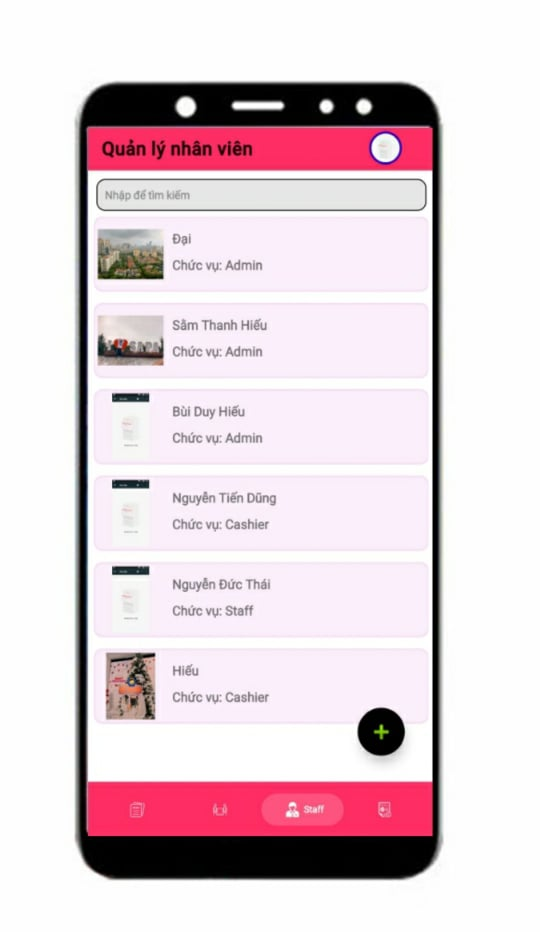 Quản lý nhân viên
Nhập để tìm kiếm
Đại
Chức vụ: Admin
Sầm Thanh Hiếu
Chức vụ: Admin
Bùi Duy Hiếu
Chức vụ: Admin
Nguyễn Tiến Dũng
Chức vụ: Cashier
Nguyễn Đức Thái
Chức vụ: Staff
Hiếu
Chức vụ: Cashier
+
Staff